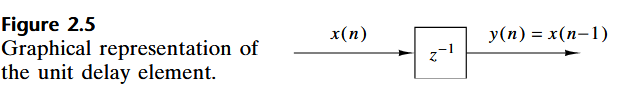 Figure 2.5
Graphical representation of
the unit delay element.
x(n)
z⁻¹
y(n) = x(n−1)